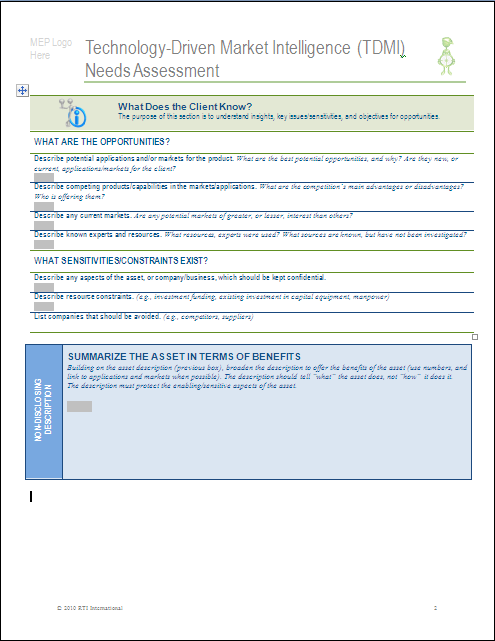 MEP Logo
Here
Technology-Driven Market Intelligence (TDMI)
Needs Assessment
What Does the Client Know?
The purpose of this section is to understand insights, key issues/sensitivities, and objectives for opportunities.
WHAT ARE THE OPPORTUNITIES?
Describe potential applications and/or markets for the product. What are the best potential opportunities, and why? Are they new, or
current, applications/markets for the client?
Describe competing products/capabilities in the markets/applications. What are the competition's main advantages or disadvantages?
Who is offering them?
Describe any current markets. Are any potential markets of greater, or lesser, interest than others?
Describe known experts and resources. What resources, experts were used? What sources are known, but have not been investigated?
WHAT SENSITIVITIES/CONSTRAINTS EXIST?
Describe any aspects of the asset, or company/business, which should be kept confidential.
Describe resource constraints. (e.g., investment funding, existing investment in capital equipment, manpower)
List companies that should be avoided. (e.g., competitors, suppliers)
NON-DISCLOSING
DESCRIPTION
SUMMARIZE THE ASSET IN TERMS OF BENEFITS
Building on the asset description (previous box), broaden the description to offer the benefits of the asset (use numbers, and
link to applications and markets when possible). The description should tell "what" the asset does, not "how" it does it.
The description must protect the enabling/sensitive aspects of the asset.
© 2010 RTI International
2